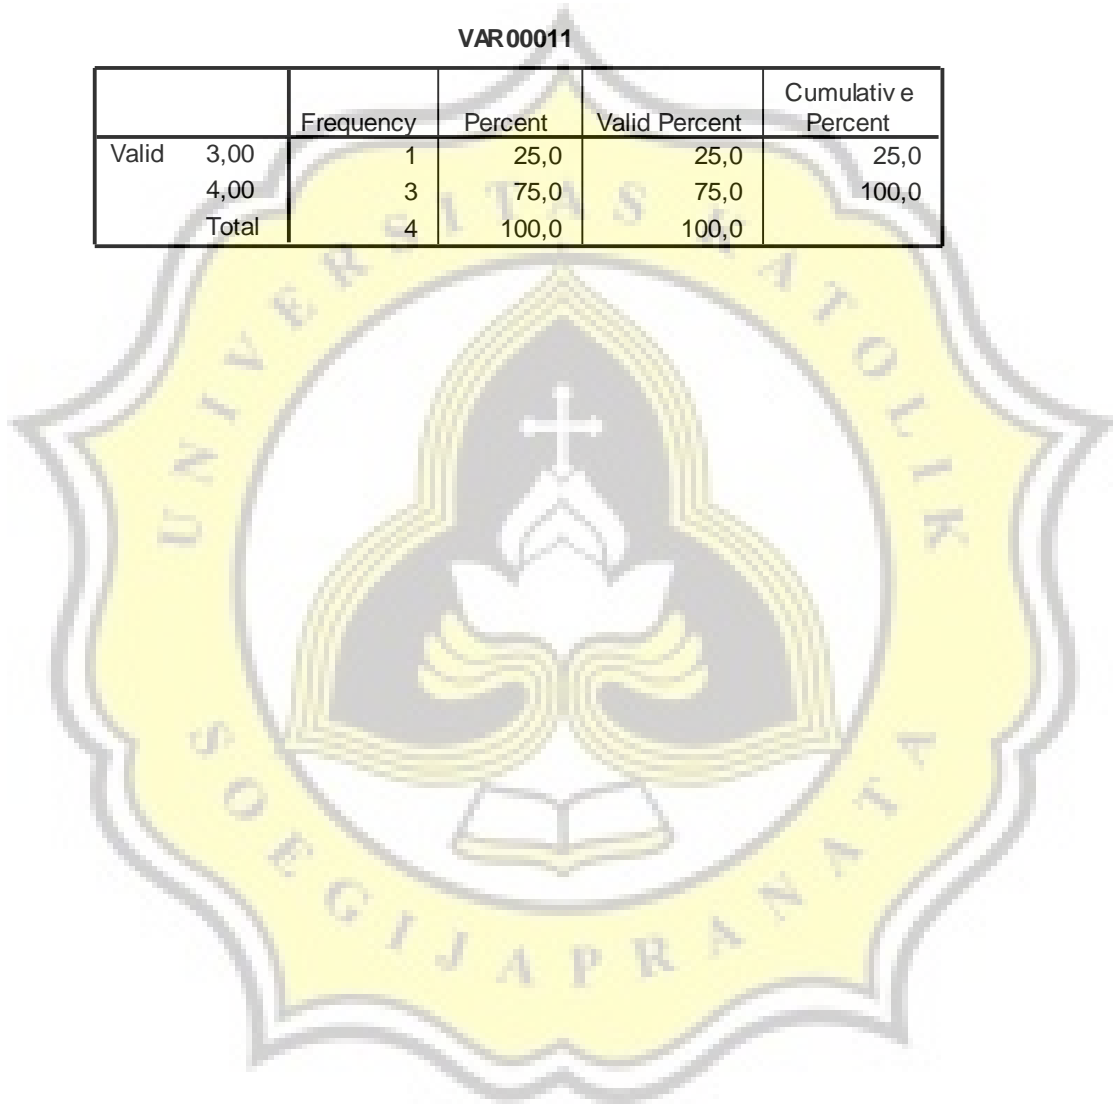 VAR00011
Cumulativ e
Frequency Percent Valid Percent Percent
Valid 3,00 1 25,0 25,0 25,0
4,00 3 75,0 75,0 100,0
Total 4 100,0 100,0
UNIVERSITAS KATOLIK
SOEGIJAPRANATA